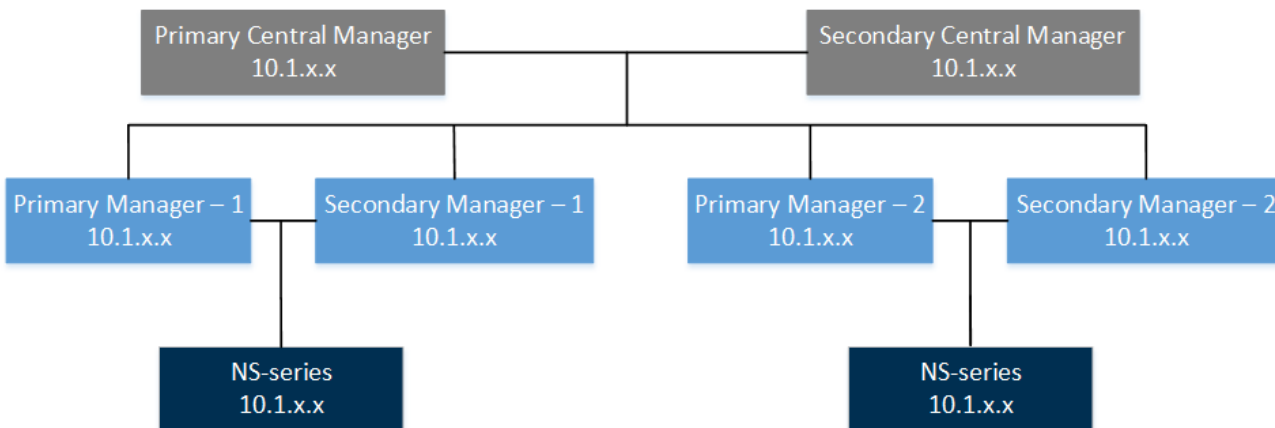 Primary Central Manager
10.1.x.x
Secondary Central Manager
10.1.x.x
Primary Manager – 1
10.1.x.x
Secondary Manager – 1
10.1.x.x
Primary Manager – 2
10.1.x.x
Secondary Manager – 2
10.1.x.x
NS-series
10.1.x.x
NS-series
10.1.x.x